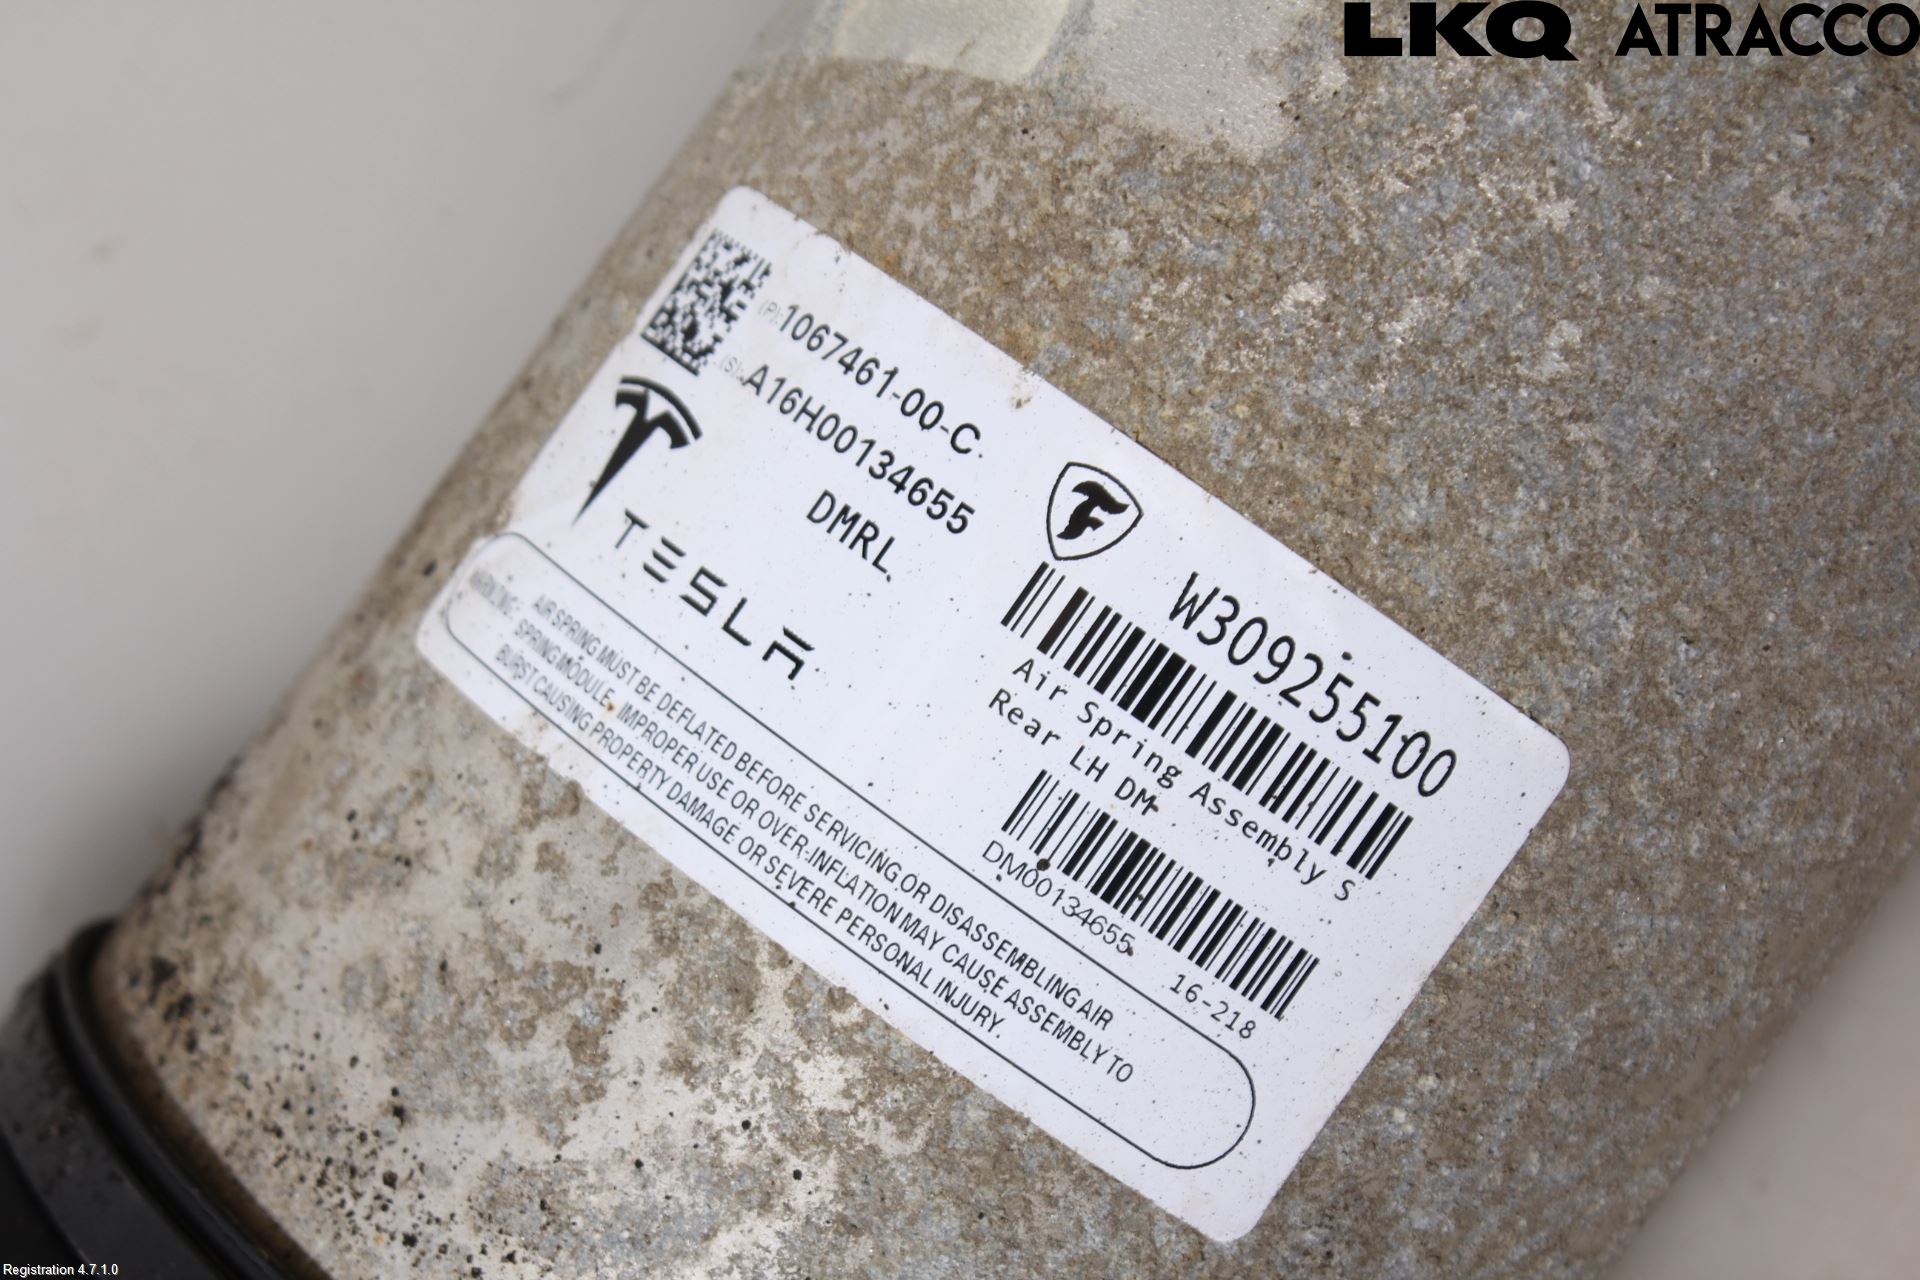 LKQ ATRACCO
(P):1067461-00-C
(S):A16H00134655
DMRL
TESLA
F
W309255100
Air Spring Assembly S
Rear LH DM
DM00134655
16-218
WARNING: AIR SPRING MUST BE DEFLATED BEFORE SERVICING OR DISASSEMBLING AIR
SPRING MODULE. IMPROPER USE OR OVER-INFLATION MAY CAUSE ASSEMBLY TO
BURST CAUSING PROPERTY DAMAGE OR SEVERE PERSONAL INJURY.
Registration 4.7.1.0